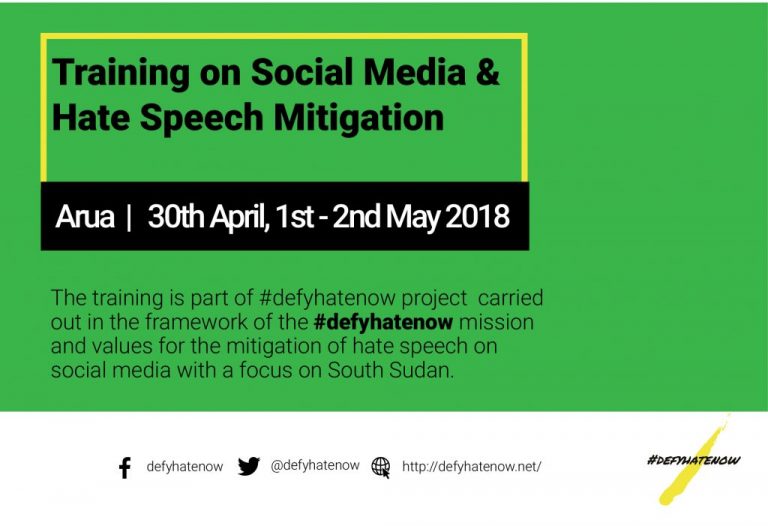 Training on Social Media &
Hate Speech Mitigation
Arua | 30th April, 1st - 2nd May 2018
The training is part of #defyhatenow project carried
out in the framework of the #defyhatenow mission
and values for the mitigation of hate speech on
social media with a focus on South Sudan.
defyhatenow @defyhatenow http://defyhatenow.net/
#DEFYHATENOW